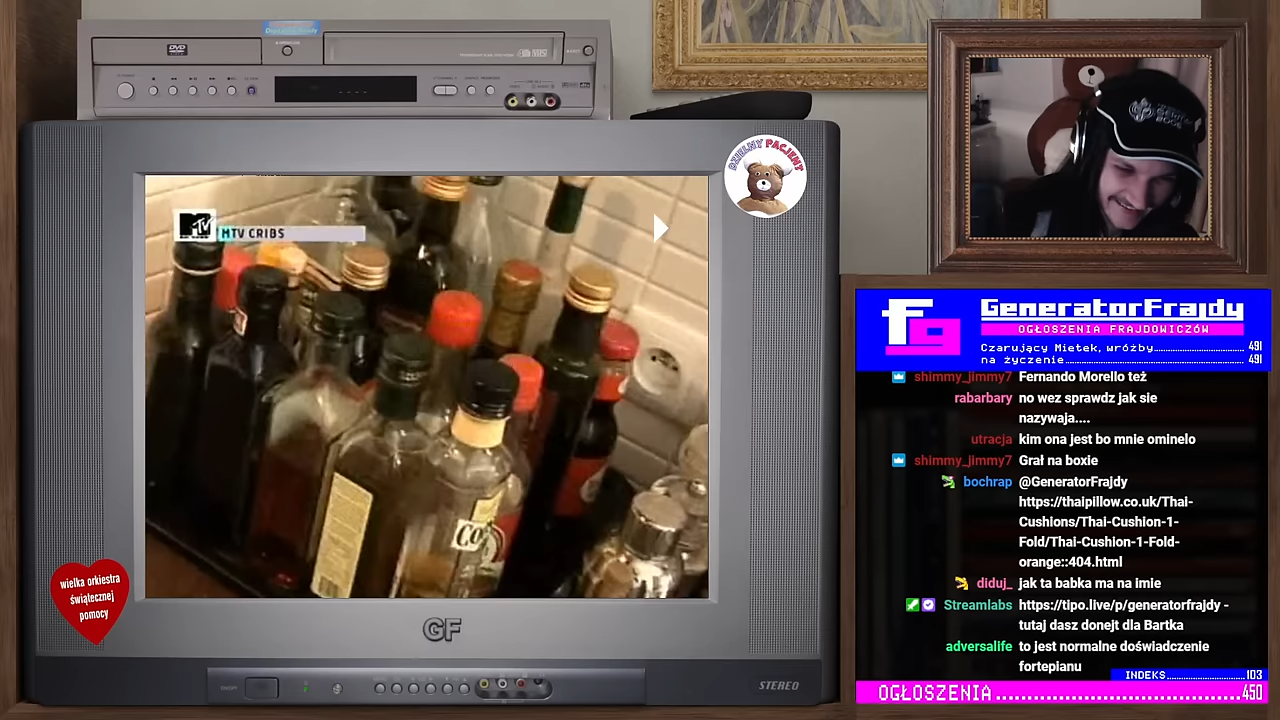 DVD
DZIELNY PACJENT
MTV
MTV CRIBS
CO
wielka orkiestra
świątecznej
pomocy
GF
STEREO
fg
GeneratorFrajdy
OGŁOSZENIA FRAJDOWICZÓW
Czarujący Mietek, wróżby 491
na życzenie 491
shimmy_jimmy7 Fernando Morello też
rabarbary no wez sprawdz jak sie
nazywaja....
utracja kim ona jest bo mnie ominelo
shimmy_jimmy7 Grał na boxie
bochrap @GeneratorFrajdy
https://thaipillow.co.uk/Thai-
Cushions/Thai-Cushion-1-
Fold/Thai-Cushion-1-Fold-
orange::404.html
diduj_ jak ta babka ma na imie
Streamlabs https://tipo.live/p/generatorfrajdy -
tutaj dasz donejt dla Bartka
adversalife to jest normalne doświadczenie
fortepianu
INDEKS 103
OGŁOSZENIA 450